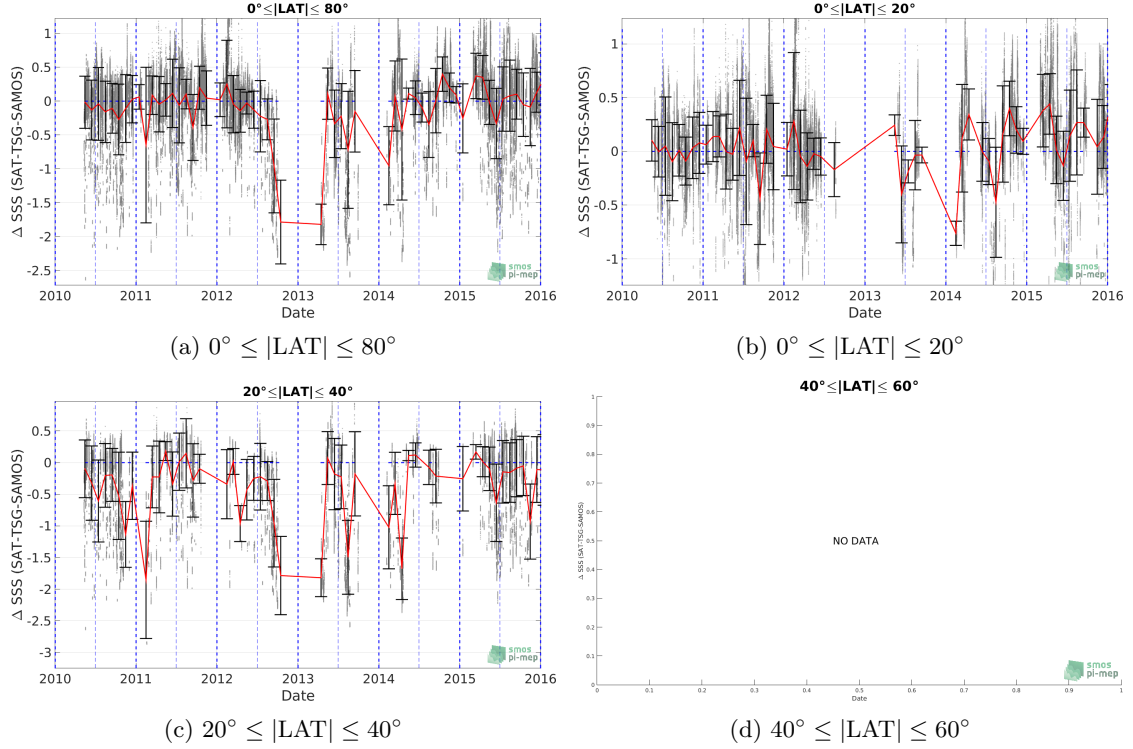 0°≤|LAT|≤ 80°
Δ SSS (SAT-TSG-SAMOS)
1
0.5
0
-0.5
-1
-1.5
-2
-2.5
smos
pi-mep
2010 2011 2012 2013 2014 2015 2016
Date
(a) 0° ≤ |LAT| ≤ 80°
0°≤|LAT|≤ 20°
Δ SSS (SAT-TSG-SAMOS)
1
0.5
0
-0.5
-1
smos
pi-mep
2010 2011 2012 2013 2014 2015 2016
Date
(b) 0° ≤ |LAT| ≤ 20°
20°≤|LAT|≤ 40°
Δ SSS (SAT-TSG-SAMOS)
0.5
0
-0.5
-1
-1.5
-2
-2.5
-3
smos
pi-mep
2010 2011 2012 2013 2014 2015 2016
Date
(c) 20° ≤ |LAT| ≤ 40°
40°≤|LAT|≤ 60°
Δ SSS (SAT-TSG-SAMOS)
1
0.9
0.8
0.7
0.6
0.5
0.4
0.3
0.2
0.1
0
NO DATA
smos
pi-mep
0 0.1 0.2 0.3 0.4 0.5 0.6 0.7 0.8 0.9 1
Date
(d) 40° ≤ |LAT| ≤ 60°